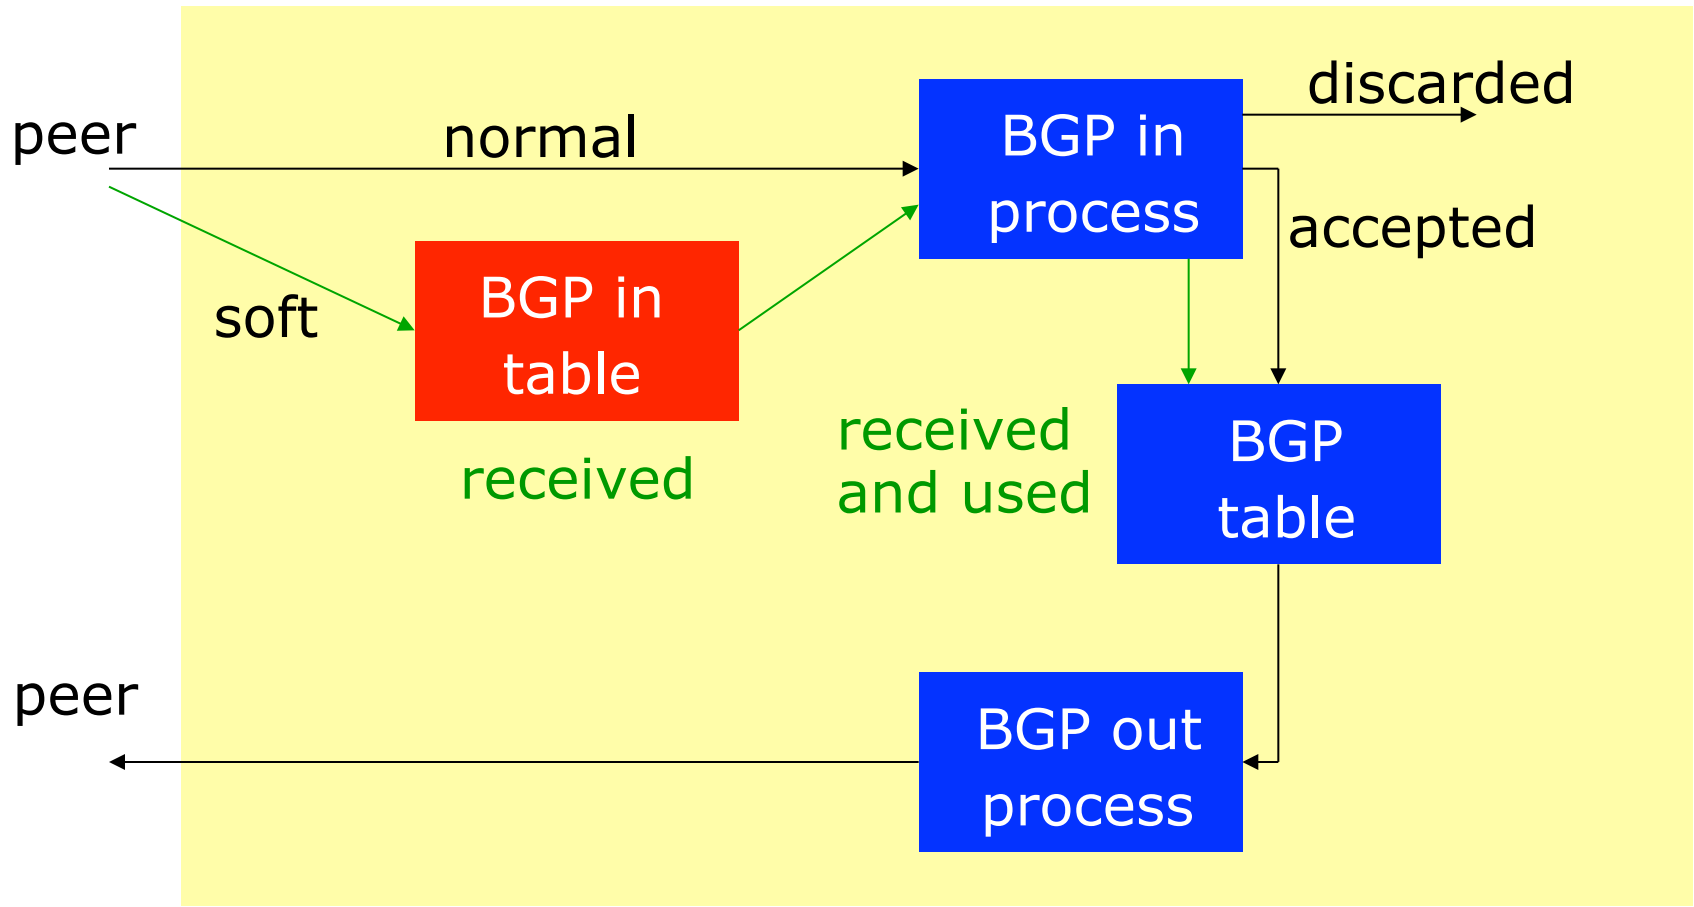 peer
normal
BGP in
process
discarded
accepted
soft
BGP in
table
received
received
and used
BGP
table
peer
BGP out
process